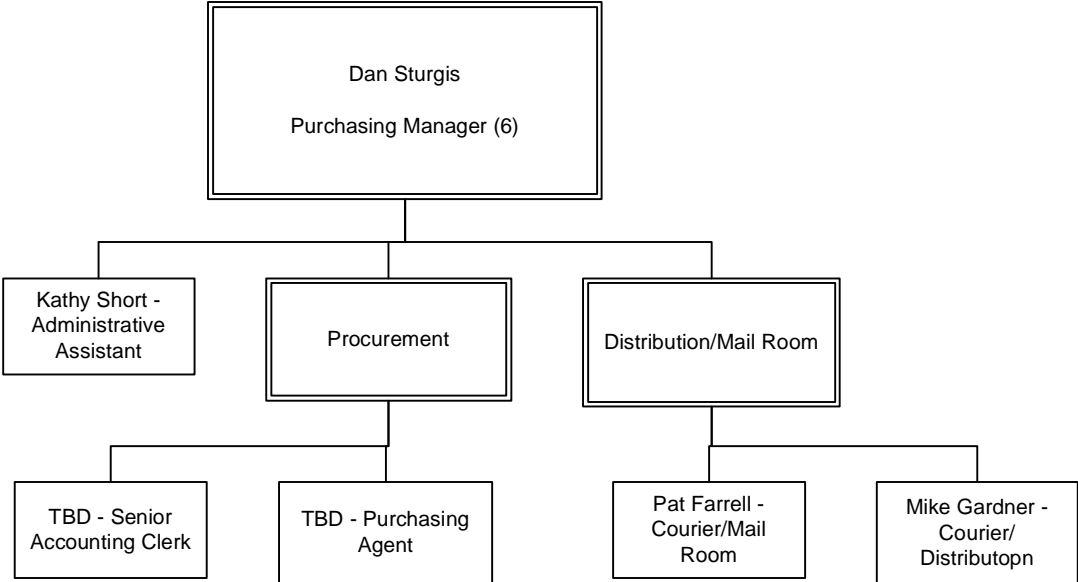 Dan Sturgis
Purchasing Manager (6)
Kathy Short -
Administrative
Assistant
Procurement
Distribution/Mail Room
TBD - Senior
Accounting Clerk
TBD - Purchasing
Agent
Pat Farrell -
Courier/Mail
Room
Mike Gardner -
Courier/
Distributopn